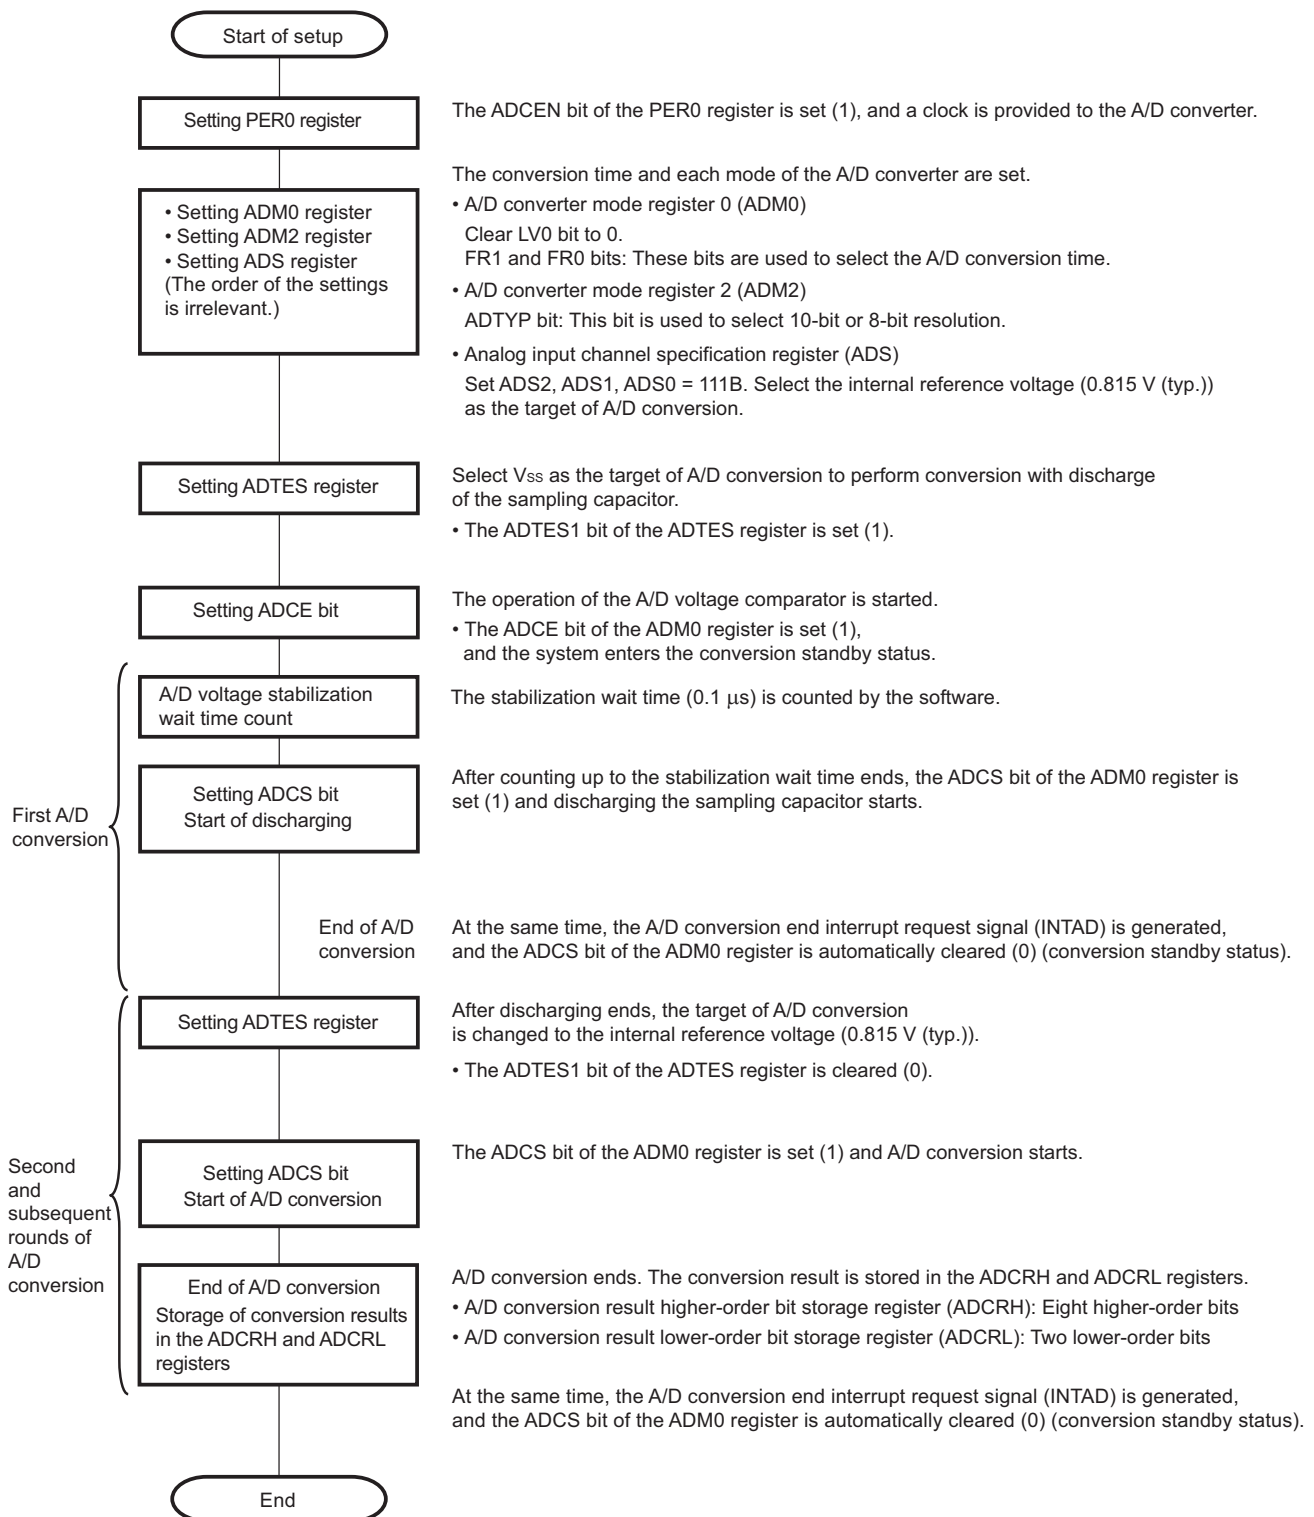 Start of setup
Setting PER0 register
The ADCEN bit of the PER0 register is set (1), and a clock is provided to the A/D converter.
• Setting ADM0 register
• Setting ADM2 register
• Setting ADS register
(The order of the settings
is irrelevant.)
The conversion time and each mode of the A/D converter are set.
• A/D converter mode register 0 (ADM0)
Clear LV0 bit to 0.
FR1 and FR0 bits: These bits are used to select the A/D conversion time.
• A/D converter mode register 2 (ADM2)
ADTYP bit: This bit is used to select 10-bit or 8-bit resolution.
• Analog input channel specification register (ADS)
Set ADS2, ADS1, ADS0 = 111B. Select the internal reference voltage (0.815 V (typ.))
as the target of A/D conversion.
Setting ADTES register
Select Vss as the target of A/D conversion to perform conversion with discharge
of the sampling capacitor.
• The ADTES1 bit of the ADTES register is set (1).
Setting ADCE bit
The operation of the A/D voltage comparator is started.
• The ADCE bit of the ADM0 register is set (1),
and the system enters the conversion standby status.
First A/D
conversion
A/D voltage stabilization
wait time count
The stabilization wait time (0.1 μs) is counted by the software.
Setting ADCS bit
Start of discharging
After counting up to the stabilization wait time ends, the ADCS bit of the ADM0 register is
set (1) and discharging the sampling capacitor starts.
End of A/D
conversion
At the same time, the A/D conversion end interrupt request signal (INTAD) is generated,
and the ADCS bit of the ADM0 register is automatically cleared (0) (conversion standby status).
Second
and
subsequent
rounds of
A/D
conversion
Setting ADTES register
After discharging ends, the target of A/D conversion
is changed to the internal reference voltage (0.815 V (typ.)).
• The ADTES1 bit of the ADTES register is cleared (0).
Setting ADCS bit
Start of A/D conversion
The ADCS bit of the ADM0 register is set (1) and A/D conversion starts.
End of A/D conversion
Storage of conversion results
in the ADCRH and ADCRL
registers
A/D conversion ends. The conversion result is stored in the ADCRH and ADCRL registers.
• A/D conversion result higher-order bit storage register (ADCRH): Eight higher-order bits
• A/D conversion result lower-order bit storage register (ADCRL): Two lower-order bits
At the same time, the A/D conversion end interrupt request signal (INTAD) is generated,
and the ADCS bit of the ADM0 register is automatically cleared (0) (conversion standby status).
End